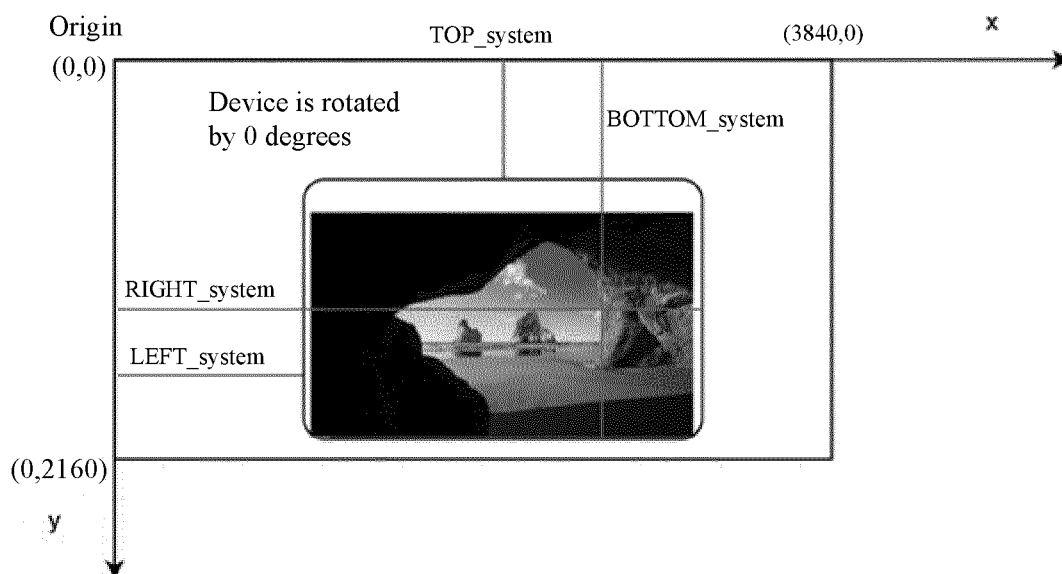 Origin
TOP_system
(3840,0)
x
(0,0)
Device is rotated
by 0 degrees
BOTTOM_system
RIGHT_system
LEFT_system
(0,2160)
y